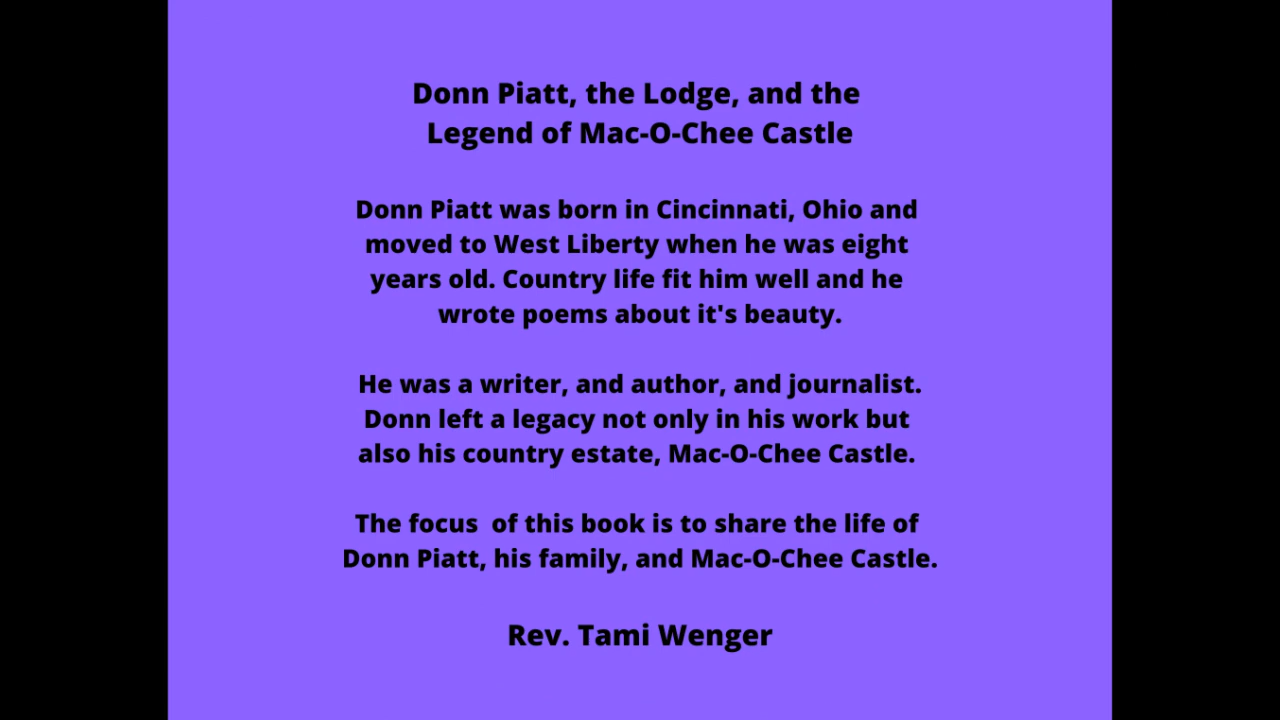 Donn Piatt, the Lodge, and the
Legend of Mac-O-Chee Castle
Donn Piatt was born in Cincinnati, Ohio and
moved to West Liberty when he was eight
years old. Country life fit him well and he
wrote poems about it's beauty.
He was a writer, and author, and journalist.
Donn left a legacy not only in his work but
also his country estate, Mac-O-Chee Castle.
The focus  of this book is to share the life of
Donn Piatt, his family, and Mac-O-Chee Castle.
Rev. Tami Wenger